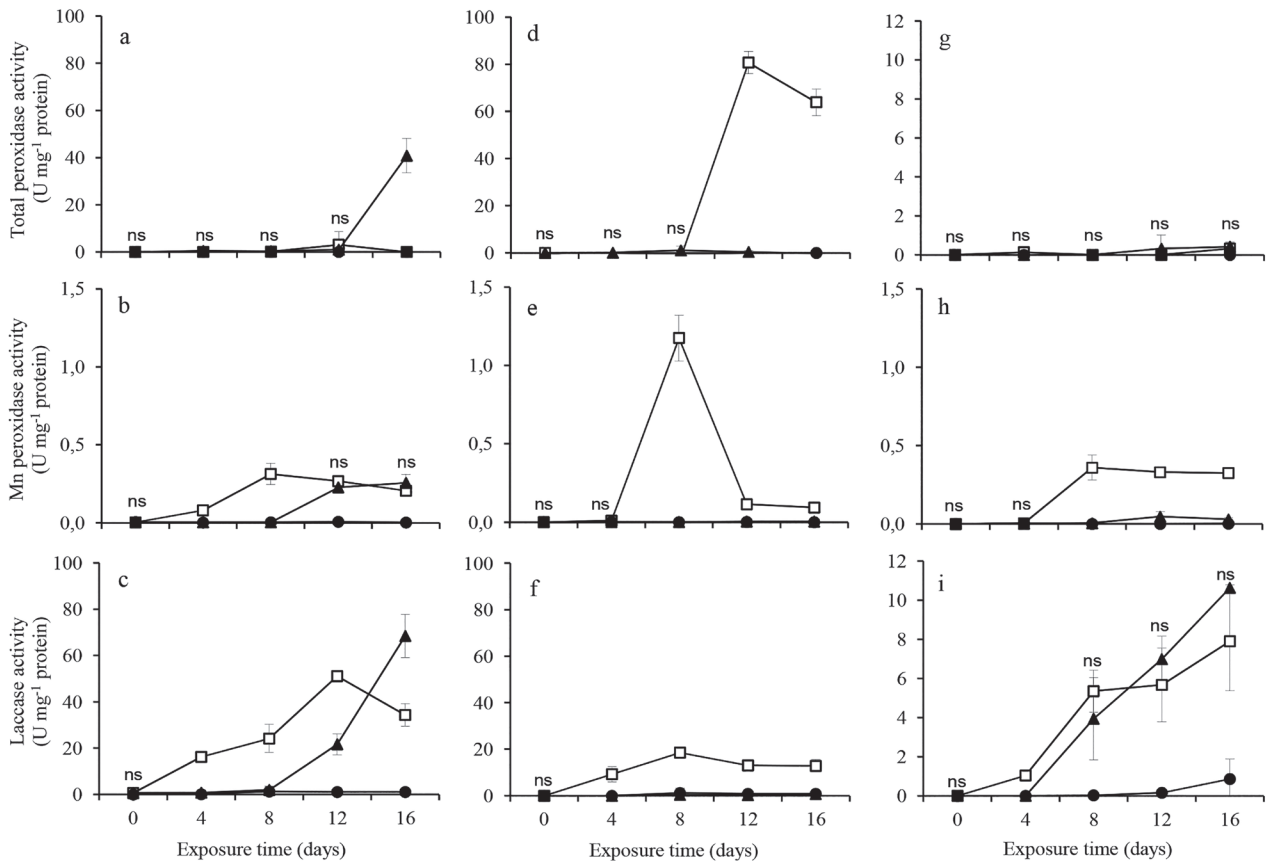 Total peroxidase activity
(U mg⁻¹ protein)
100
80
60
40
20
0
a
ns
ns
ns
ns
100
80
60
40
20
0
d
ns
ns
ns
12
10
8
6
4
2
0
g
ns
ns
ns
ns
ns
Mn peroxidase activity
(U mg⁻¹ protein)
1,5
1,0
0,5
0,0
b
ns
ns
ns
1,5
1,0
0,5
0,0
e
ns
ns
1,5
1,0
0,5
0,0
h
ns
ns
Laccase activity
(U mg⁻¹ protein)
100
80
60
40
20
0
c
ns
0 4 8 12 16
Exposure time (days)
100
80
60
40
20
0
f
ns
0 4 8 12 16
Exposure time (days)
12
10
8
6
4
2
0
i
ns
ns
ns
ns
0 4 8 12 16
Exposure time (days)